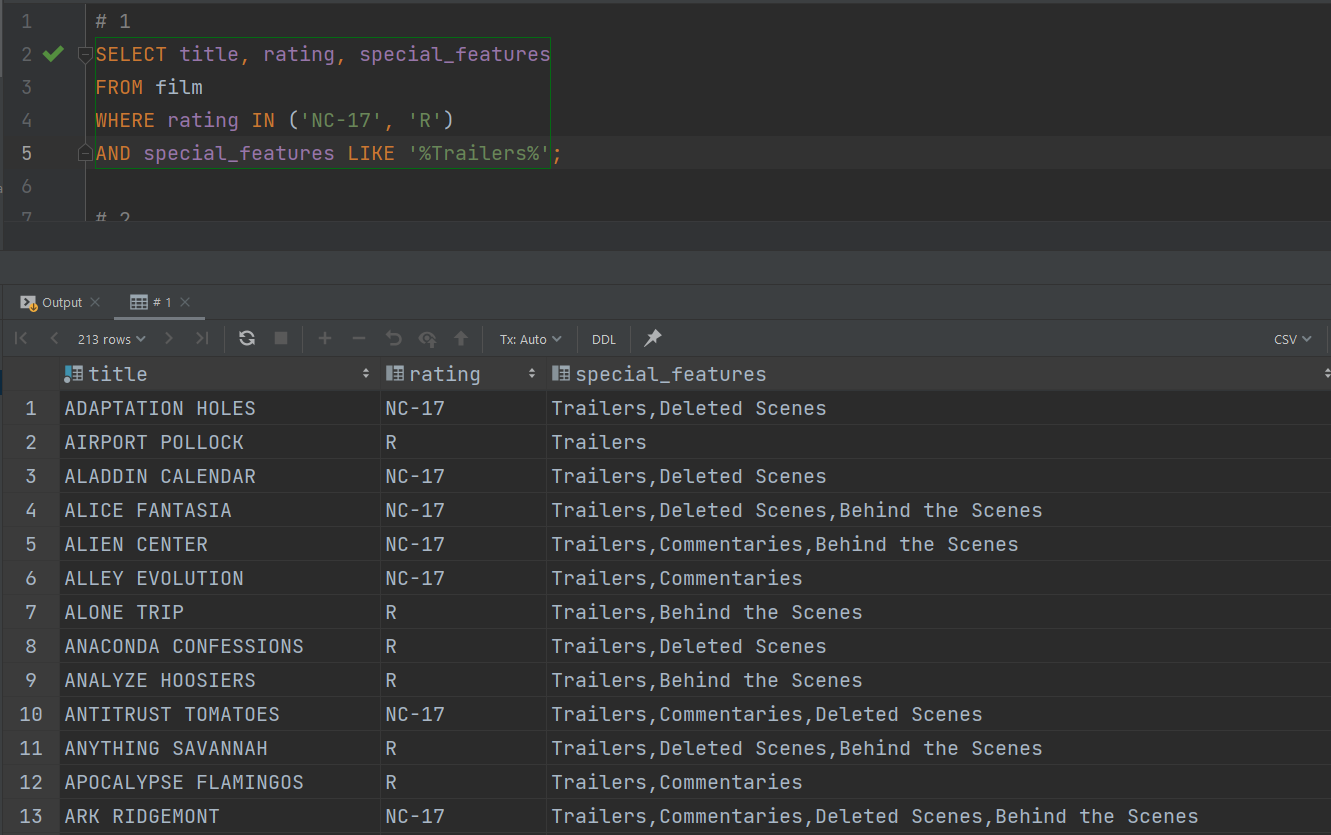 1 # 1
2 SELECT title, rating, special_features
3 FROM film
4 WHERE rating IN ('NC-17', 'R')
5 AND special_features LIKE '%Trailers%';
6
7 # 2
Output # 1
213 rows Tx: Auto DDL CSV
title rating special_features
1 ADAPTATION HOLES NC-17 Trailers,Deleted Scenes
2 AIRPORT POLLOCK R Trailers
3 ALADDIN CALENDAR NC-17 Trailers,Deleted Scenes
4 ALICE FANTASIA NC-17 Trailers,Deleted Scenes,Behind the Scenes
5 ALIEN CENTER NC-17 Trailers,Commentaries,Behind the Scenes
6 ALLEY EVOLUTION NC-17 Trailers,Commentaries
7 ALONE TRIP R Trailers,Behind the Scenes
8 ANACONDA CONFESSIONS R Trailers,Deleted Scenes
9 ANALYZE HOOSIERS R Trailers,Behind the Scenes
10 ANTITRUST TOMATOES NC-17 Trailers,Commentaries,Deleted Scenes
11 ANYTHING SAVANNAH R Trailers,Deleted Scenes,Behind the Scenes
12 APOCALYPSE FLAMINGOS R Trailers,Commentaries
13 ARK RIDGEMONT NC-17 Trailers,Commentaries,Deleted Scenes,Behind the Scenes